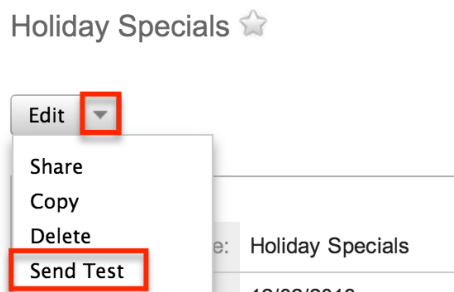 Holiday Specials
Edit
Share
Copy
Delete
Send Test
e: Holiday Specials